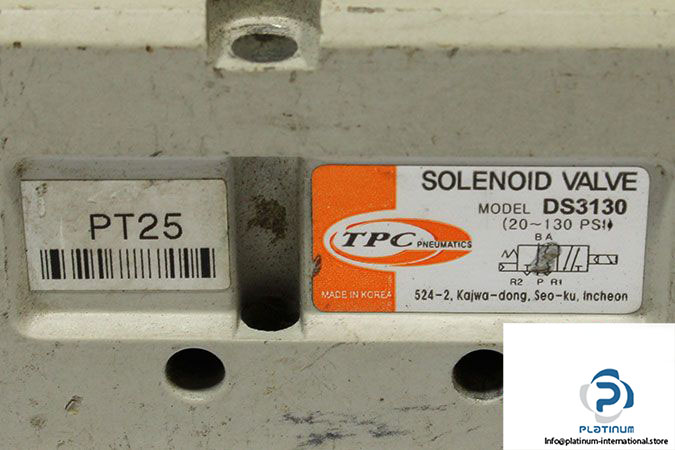 PT25
SOLENOID VALVE
MODEL DS3130
(20~130 PSI)
TPC PNEUMATICS
B A
R2 P R1
MADE IN KOREA
524-2, Kajwa-dong, Seo-ku, Incheon
PLATINUM
info@platinum-international.store